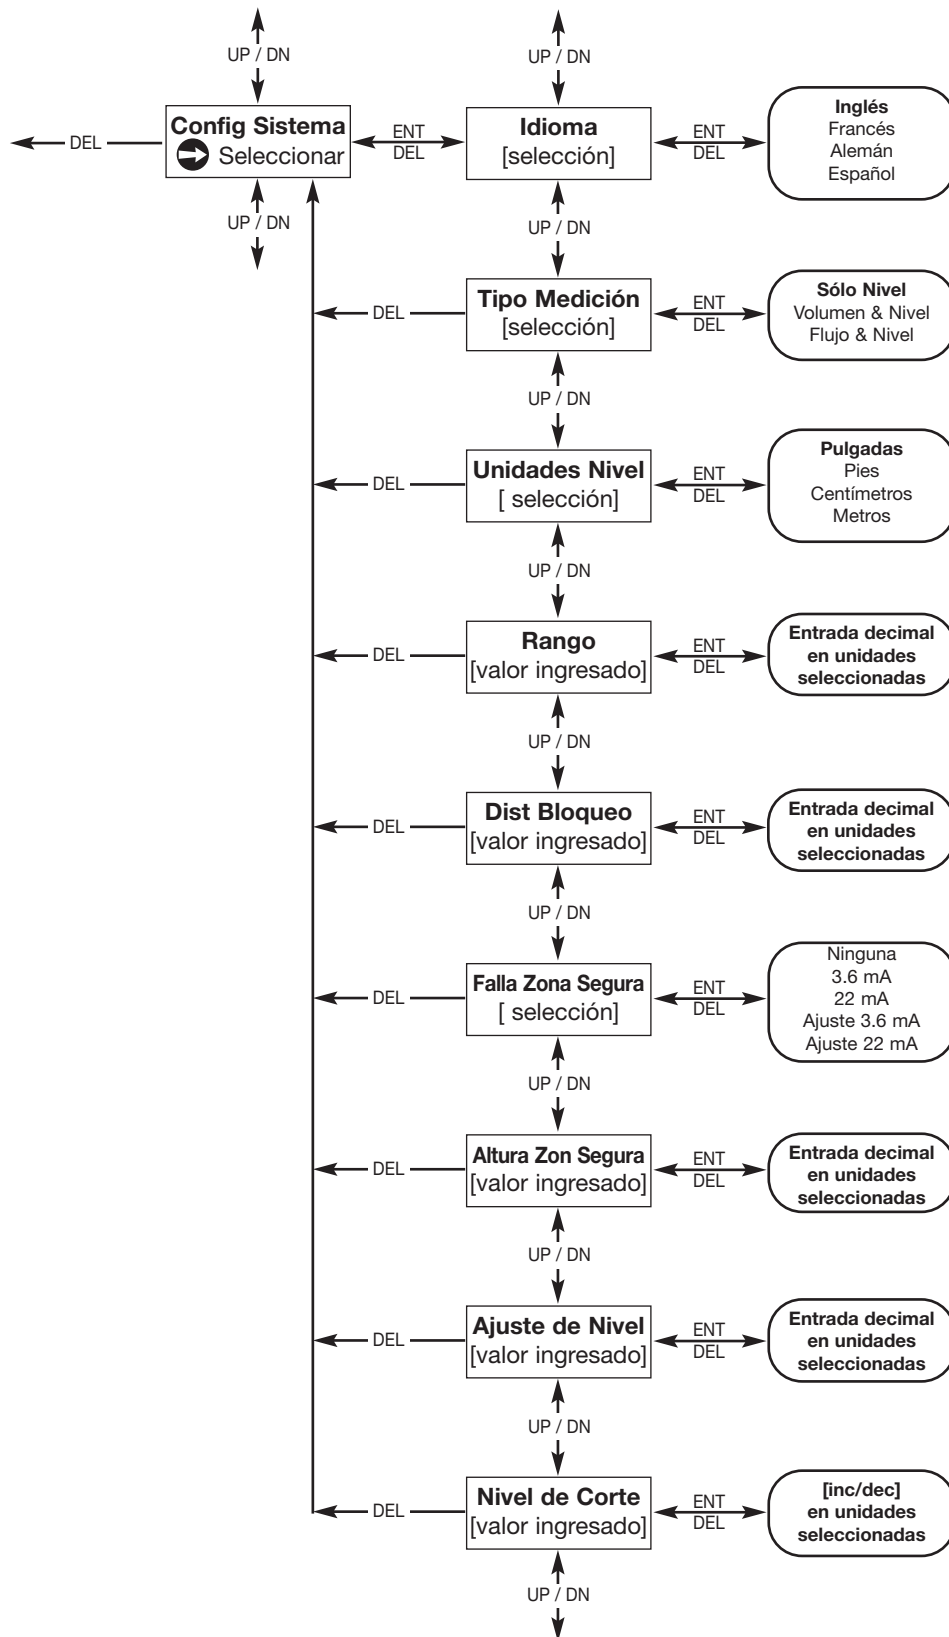 UP / DN
UP / DN
DEL
Config Sistema
Seleccionar
ENT
DEL
Idioma
[selección]
ENT
DEL
Inglés
Francés
Alemán
Español
UP / DN
UP / DN
DEL
Tipo Medición
[selección]
ENT
DEL
Sólo Nivel
Volumen & Nivel
Flujo & Nivel
UP / DN
DEL
Unidades Nivel
[ selección]
ENT
DEL
Pulgadas
Pies
Centímetros
Metros
UP / DN
DEL
Rango
[valor ingresado]
ENT
DEL
Entrada decimal
en unidades
seleccionadas
UP / DN
DEL
Dist Bloqueo
[valor ingresado]
ENT
DEL
Entrada decimal
en unidades
seleccionadas
UP / DN
DEL
Falla Zona Segura
[ selección]
ENT
DEL
Ninguna
3.6 mA
22 mA
Ajuste 3.6 mA
Ajuste 22 mA
UP / DN
DEL
Altura Zon Segura
[valor ingresado]
ENT
DEL
Entrada decimal
en unidades
seleccionadas
UP / DN
DEL
Ajuste de Nivel
[valor ingresado]
ENT
DEL
Entrada decimal
en unidades
seleccionadas
UP / DN
DEL
Nivel de Corte
[valor ingresado]
ENT
DEL
[inc/dec]
en unidades
seleccionadas
UP / DN